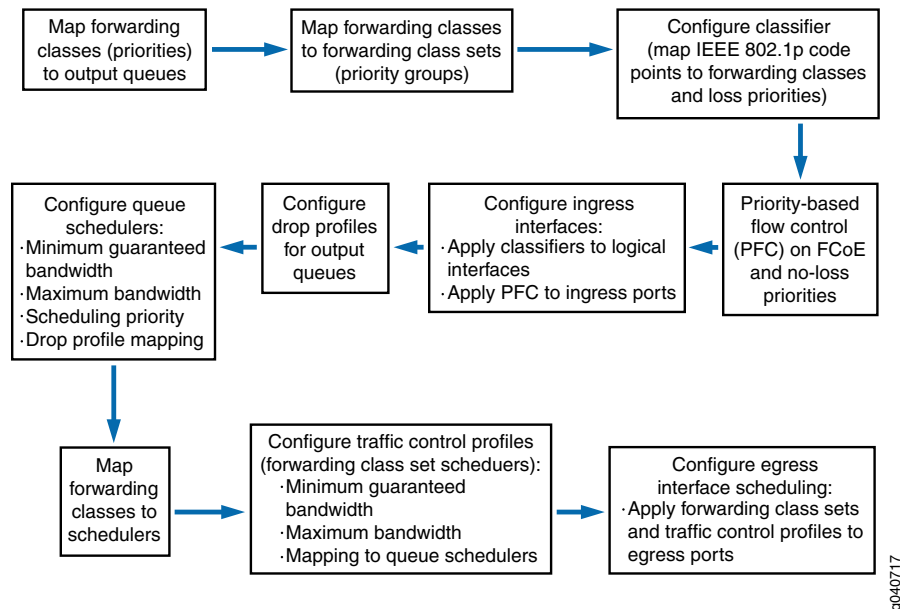 Map forwarding
classes (priorities)
to output queues
Map forwarding classes
to forwarding class sets
(priority groups)
Configure classifier
(map IEEE 802.1p code
points to forwarding classes
and loss priorities)
Priority-based
flow control
(PFC) on FCoE
and no-loss
priorities
Configure ingress
interfaces:
·Apply classifiers to logical
interfaces
·Apply PFC to ingress ports
Configure
drop profiles
for output
queues
Configure queue
schedulers:
·Minimum guaranteed
bandwidth
·Maximum bandwidth
·Scheduling priority
·Drop profile mapping
Map
forwarding
classes to
schedulers
Configure traffic control profiles
(forwarding class set scheduers):
·Minimum guaranteed
bandwidth
·Maximum bandwidth
·Mapping to queue schedulers
Configure egress
interface scheduling:
·Apply forwarding class sets
and traffic control profiles to
egress ports
g040717